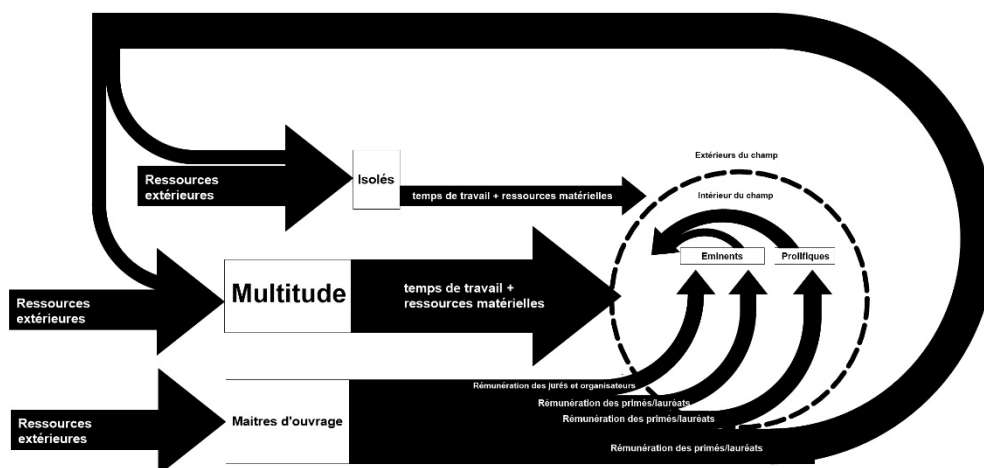 Extérieurs du champ
Ressources
extérieures
Isolés
temps de travail + ressources matérielles
Intérieur du champ
Eminents
Prolifiques
Ressources
extérieures
Multitude
temps de travail +
ressources matérielles
Rémunération des jurés et organisateurs
Rémunération des primés/lauréats
Rémunération des primés/lauréats
Ressources
extérieures
Maitres d'ouvrage
Rémunération des primés/lauréats